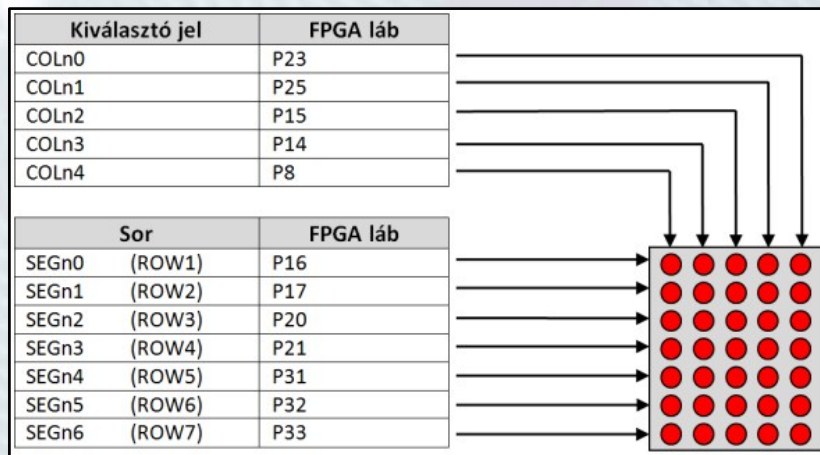 Kiválasztó jel FPGA láb
COLn0 P23
COLn1 P25
COLn2 P15
COLn3 P14
COLn4 P8
Sor FPGA láb
SEGn0 (ROW1) P16
SEGn1 (ROW2) P17
SEGn2 (ROW3) P20
SEGn3 (ROW4) P21
SEGn4 (ROW5) P31
SEGn5 (ROW6) P32
SEGn6 (ROW7) P33